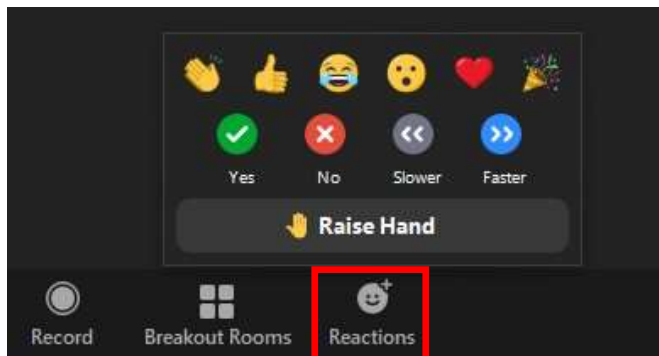 Yes No Slower Faster
Raise Hand
Record Breakout Rooms Reactions